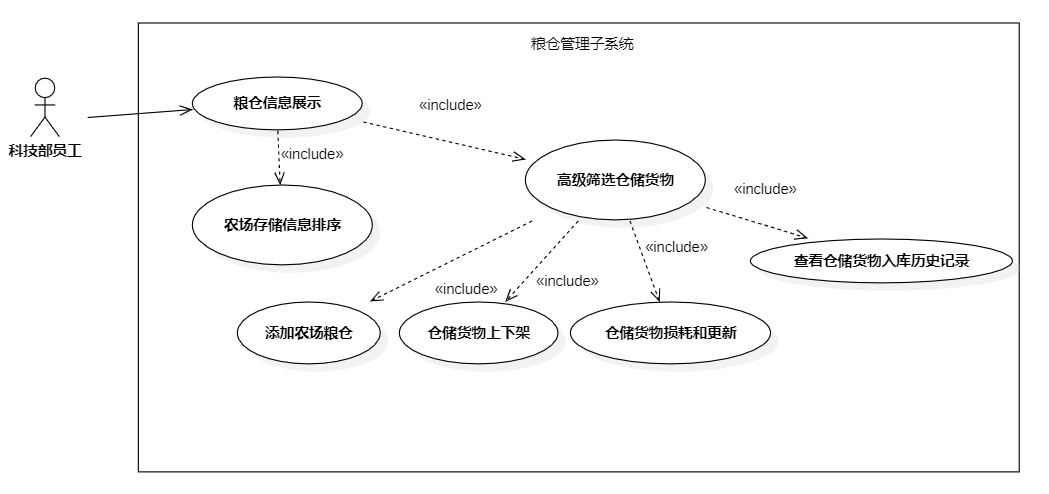 粮仓管理子系统
科技部员工
粮仓信息展示
«include»
«include»
高级筛选仓储货物
«include»
农场存储信息排序
«include»
查看仓储货物入库历史记录
«include»
«include»
添加农场粮仓
仓储货物上下架
仓储货物损耗和更新